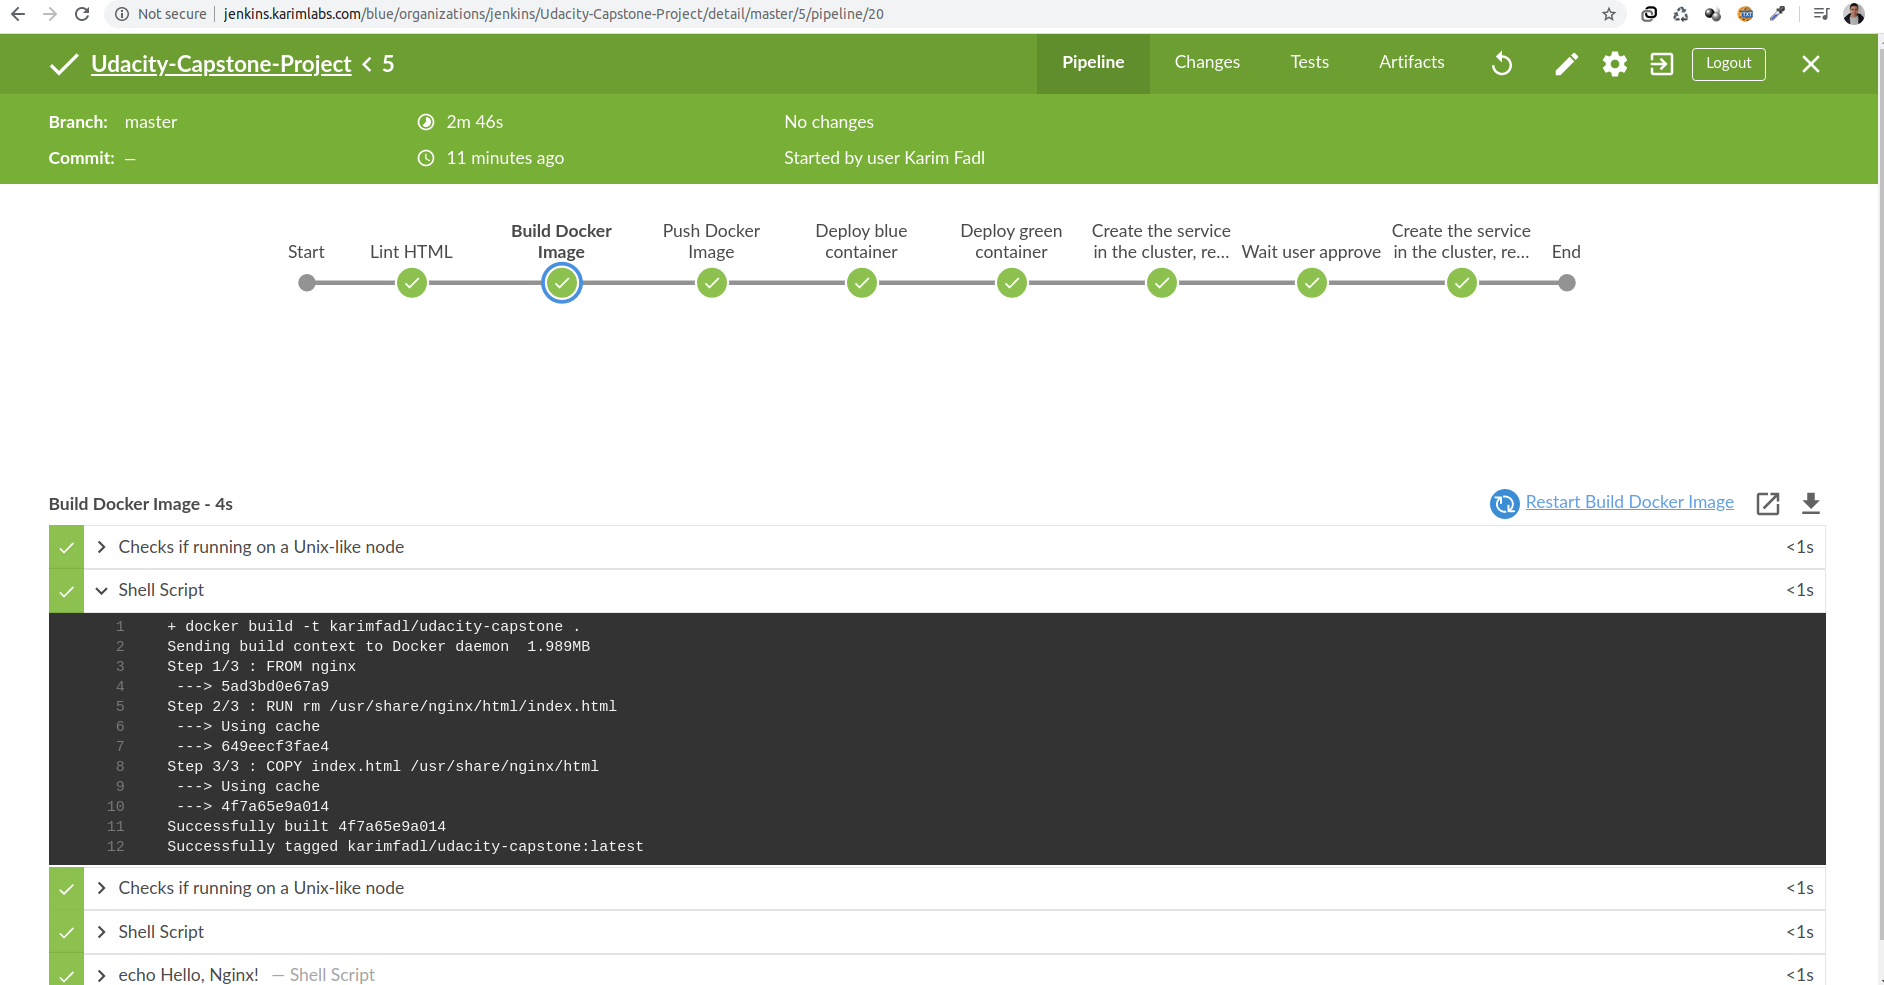 Not secure | jenkins.karimlabs.com/blue/organizations/jenkins/Udacity-Capstone-Project/detail/master/5/pipeline/20
Udacity-Capstone-Project < 5
Pipeline Changes Tests Artifacts Logout
Branch: master 2m 46s No changes
Commit: — 11 minutes ago Started by user Karim Fadl
Build Docker Push Docker Deploy blue Deploy green Create the service Create the service
Start Lint HTML Image Image container container in the cluster, re... Wait user approve in the cluster, re... End
Build Docker Image - 4s Restart Build Docker Image
Checks if running on a Unix-like node <1s
Shell Script <1s
1 + docker build -t karimfadl/udacity-capstone .
2 Sending build context to Docker daemon  1.989MB
3 Step 1/3 : FROM nginx
4  ---> 5ad3bd0e67a9
5 Step 2/3 : RUN rm /usr/share/nginx/html/index.html
6  ---> Using cache
7  ---> 649eecf3fae4
8 Step 3/3 : COPY index.html /usr/share/nginx/html
9  ---> Using cache
10  ---> 4f7a65e9a014
11 Successfully built 4f7a65e9a014
12 Successfully tagged karimfadl/udacity-capstone:latest
Checks if running on a Unix-like node <1s
Shell Script <1s
echo Hello, Nginx! — Shell Script <1s